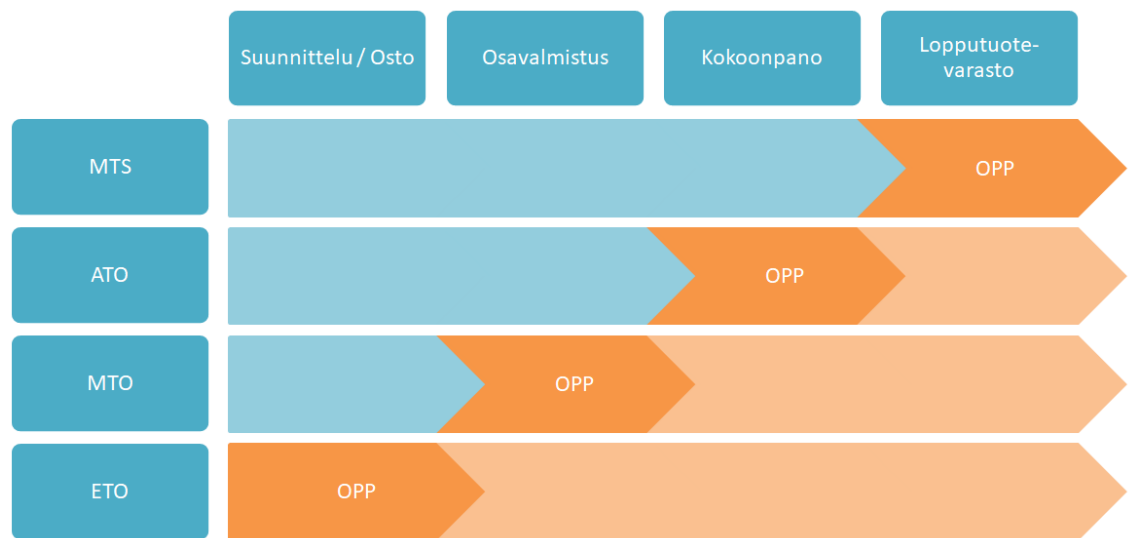 Suunnittelu / Osto
Osavalmistus
Kokoonpano
Lopputuote-
varasto
MTS
OPP
ATO
OPP
MTO
OPP
ETO
OPP